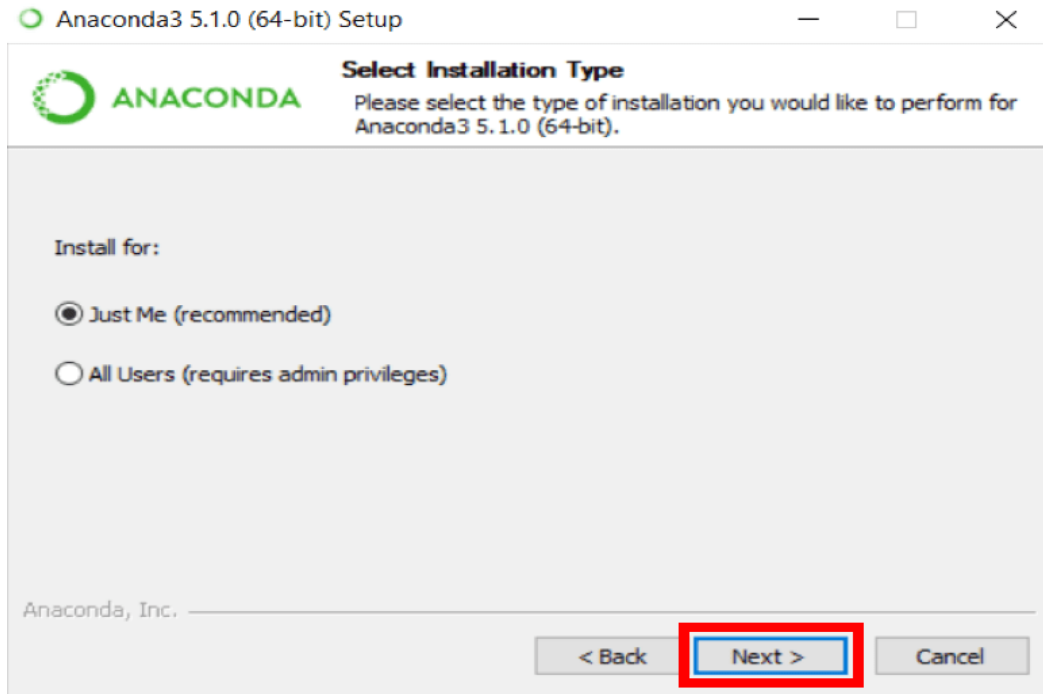 Anaconda3 5.1.0 (64-bit) Setup
ANACONDA
Select Installation Type
Please select the type of installation you would like to perform for
Anaconda3 5.1.0 (64-bit).
Install for:
Just Me (recommended)
All Users (requires admin privileges)
Anaconda, Inc.
< Back
Next >
Cancel